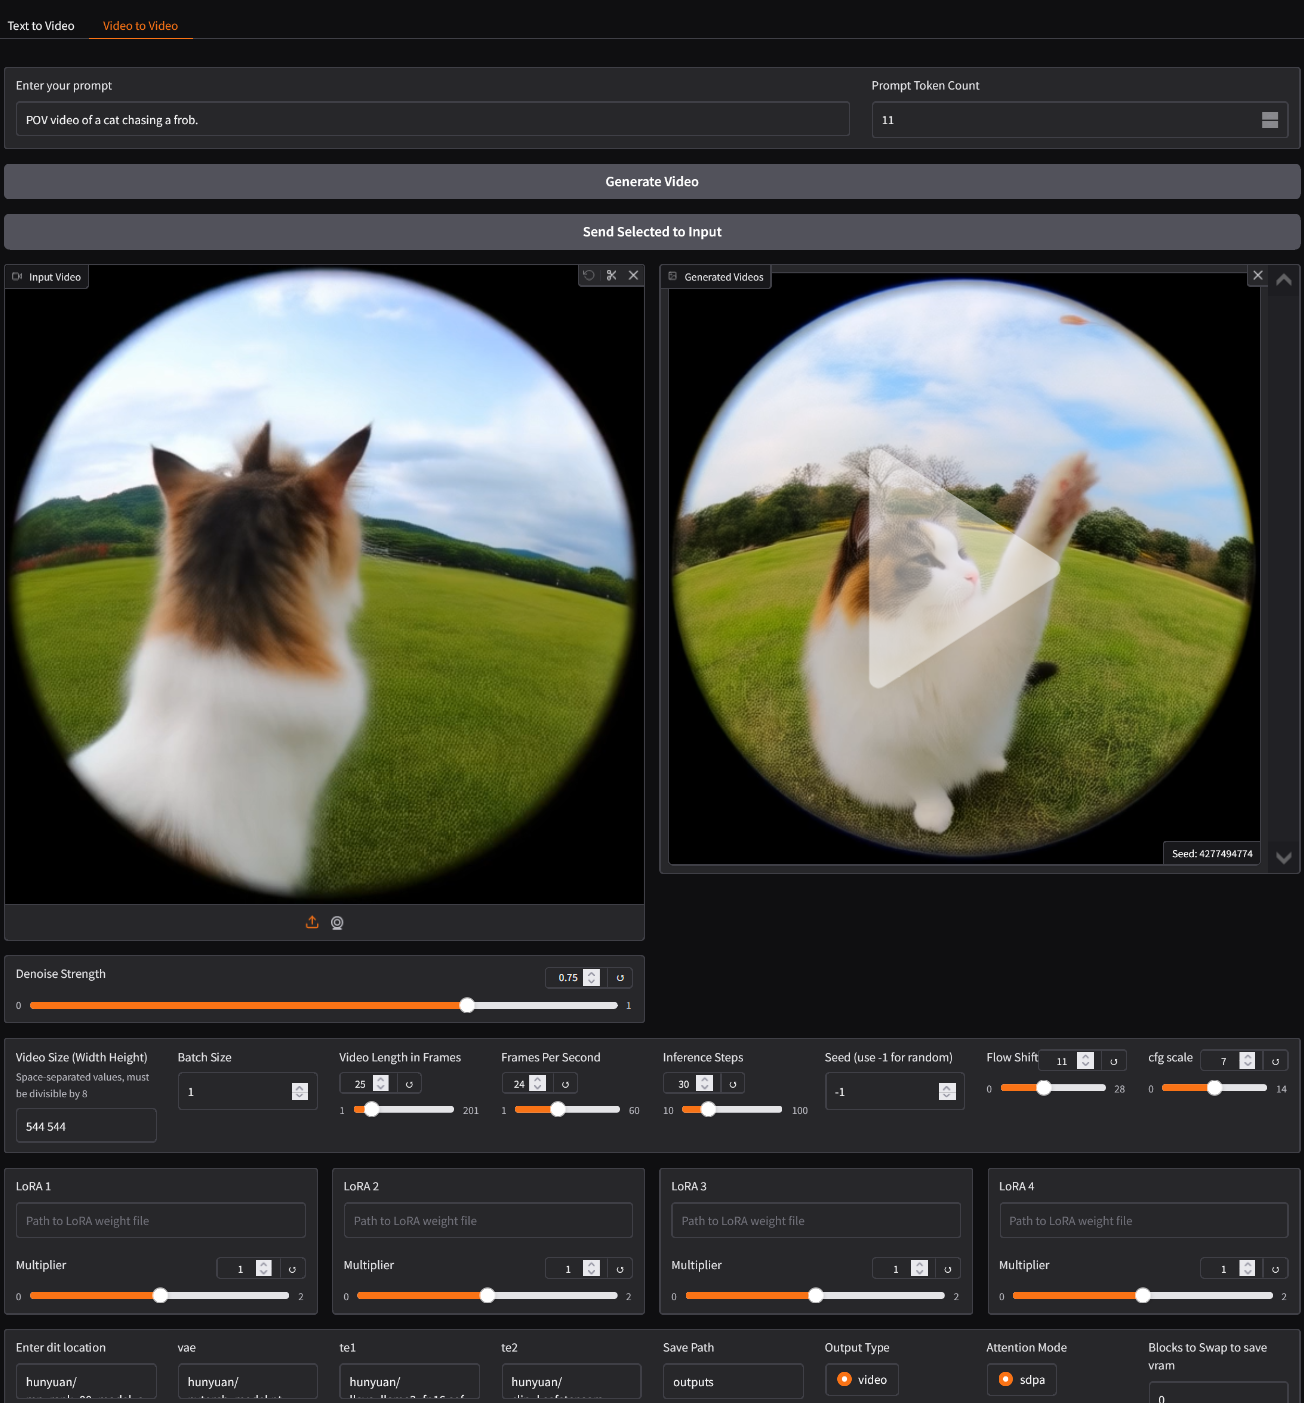 Text to Video
Video to Video
Enter your prompt
POV video of a cat chasing a frob.
Prompt Token Count
11
Generate Video
Send Selected to Input
Input Video
Generated Videos
Seed: 4277494774
Denoise Strength
0.75
0
1
Video Size (Width Height)
Space-separated values, must
be divisible by 8
544 544
Batch Size
1
Video Length in Frames
25
1
201
Frames Per Second
24
1
60
Inference Steps
30
10
100
Seed (use -1 for random)
-1
Flow Shift
11
0
28
cfg scale
7
0
14
LoRA 1
Path to LoRA weight file
Multiplier
1
0
2
LoRA 2
Path to LoRA weight file
Multiplier
1
0
2
LoRA 3
Path to LoRA weight file
Multiplier
1
0
2
LoRA 4
Path to LoRA weight file
Multiplier
1
0
2
Enter dit location
hunyuan/
vae
hunyuan/
te1
hunyuan/
te2
hunyuan/
Save Path
outputs
Output Type
video
Attention Mode
sdpa
Blocks to Swap to save
vram
0